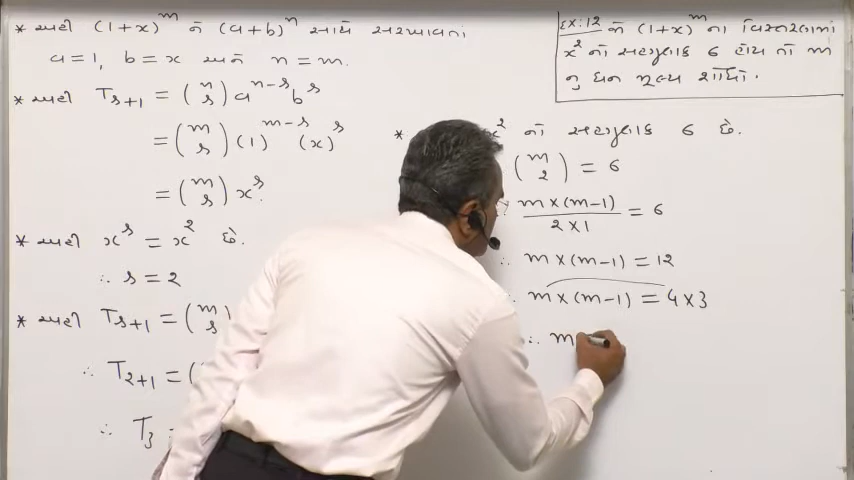 * અહીં (1+x)^m ને (a+b)^n સાથે સરખાવતાં
a=1, b=x અને n=m.
* અહીં T_{r+1} = (n r) a^{n-r} b^r
= (m r) (1)^{m-r} (x)^r
= (m r) x^r.
* અહીં x^r = x^2 છે.
∴ r = 2
* અહીં T_{r+1} = (m r)
∴ T_{2+1} = (
∴ T_3 =
EX:12 જો (1+x)^m ના વિસ્તરણમાં
x^2 નો સહગુણક 6 હોય તો m
નુ ધન મૂલ્ય શોધો.
* x^2 નો સહગુણક 6 છે.
(m 2) = 6
∴ m×(m-1) / 2×1 = 6
∴ m×(m-1) = 12
∴ m×(m-1) = 4×3
∴ m